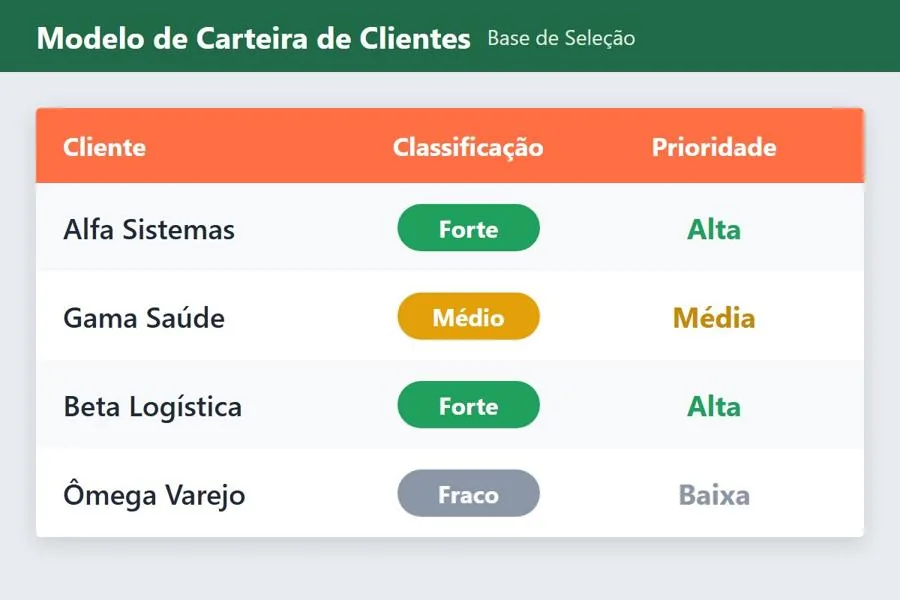 Modelo de Carteira de Clientes Base de Seleção
Cliente Classificação Prioridade
Alfa Sistemas Forte Alta
Gama Saúde Médio Média
Beta Logística Forte Alta
Ômega Varejo Fraco Baixa